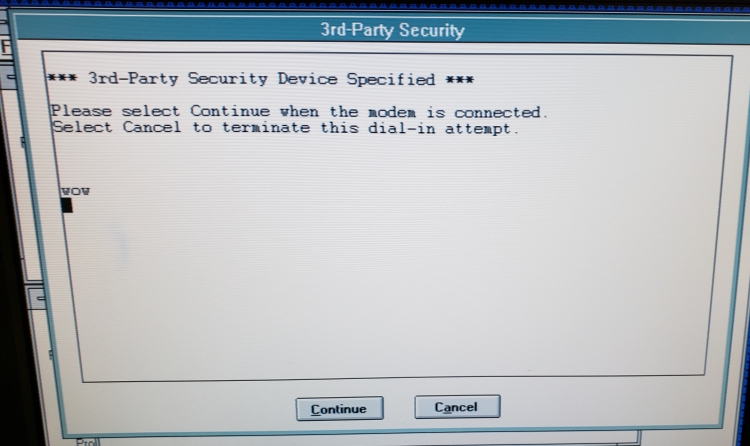 3rd-Party Security
*** 3rd-Party Security Device Specified ***
Please select Continue when the modem is connected.
Select Cancel to terminate this dial-in attempt.
wow
Continue
Cancel